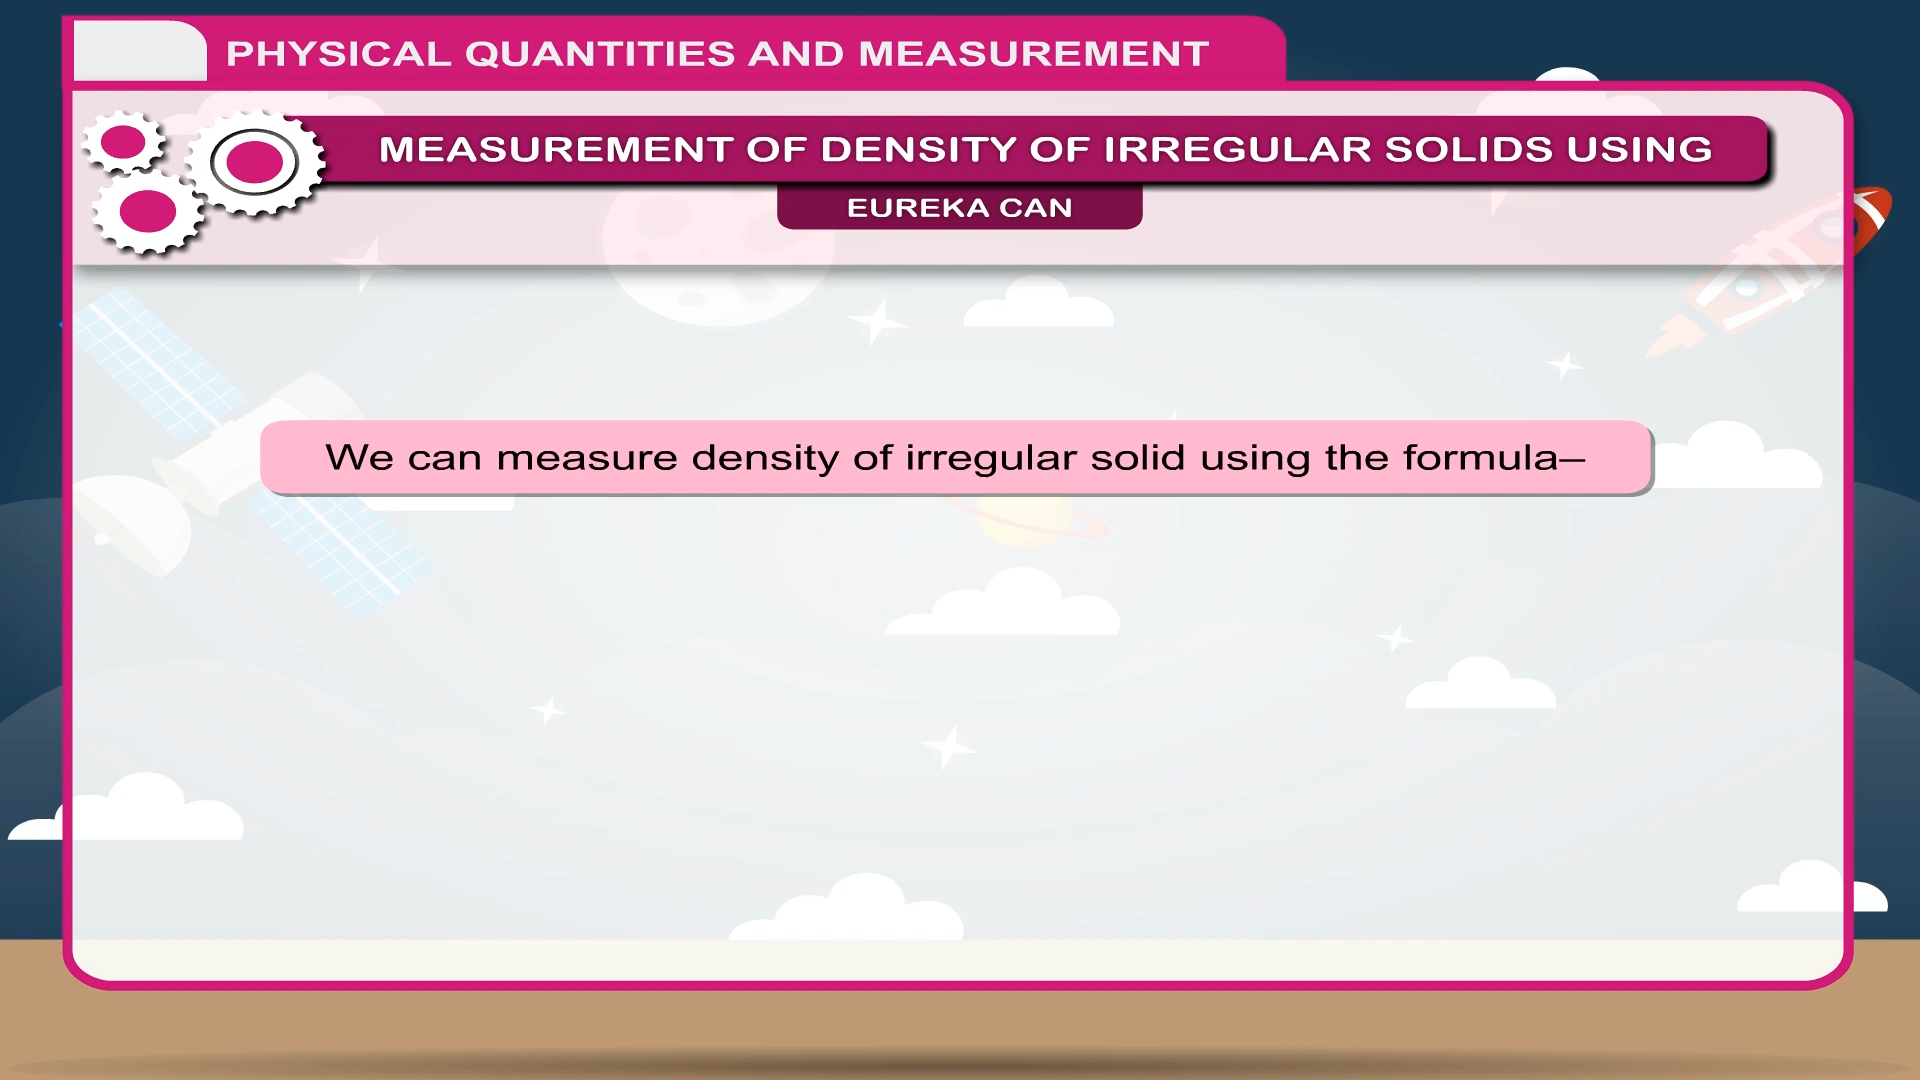 PHYSICAL QUANTITIES AND MEASUREMENT
MEASUREMENT OF DENSITY OF IRREGULAR SOLIDS USING
EUREKA CAN
We can measure density of irregular solid using the formula–